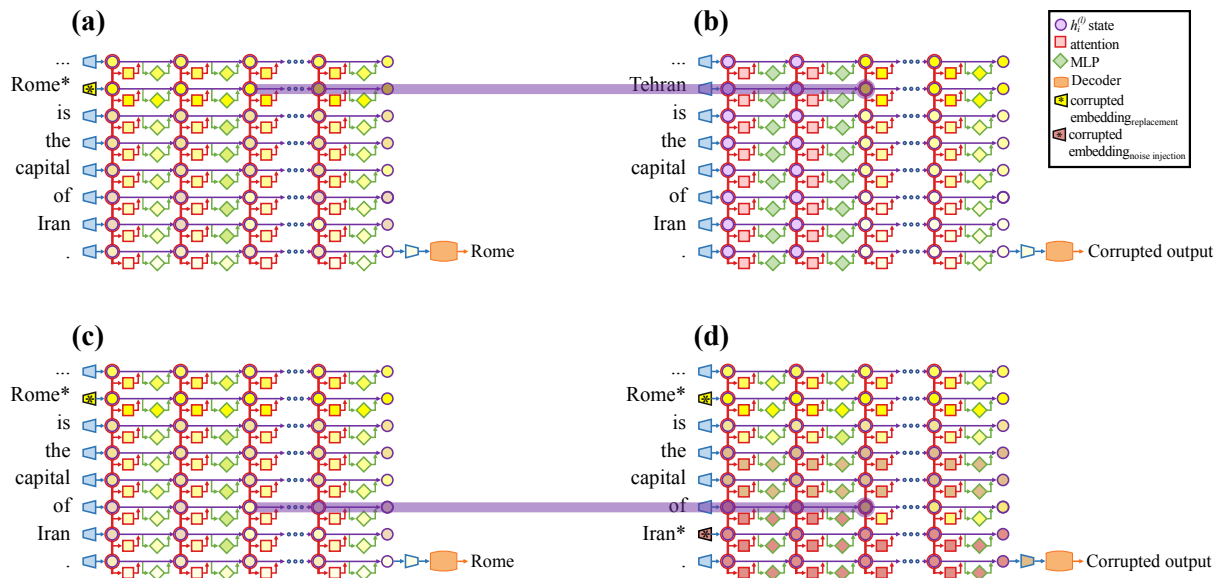 (a)
...
Rome*
is
the
capital
of
Iran
.
Rome
(b)
...
Tehran
is
the
capital
of
Iran
.
Corrupted output
h_i^(l) state
attention
MLP
Decoder
* corrupted
embedding_replacement
* corrupted
embedding_noise injection
(c)
...
Rome*
is
the
capital
of
Iran
.
Rome
(d)
...
Rome*
is
the
capital
of
Iran*
.
Corrupted output